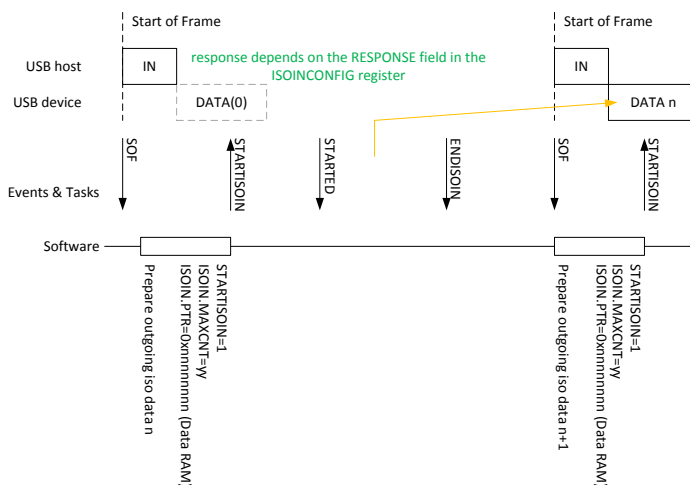 Start of Frame
Start of Frame
USB host
IN
response depends on the RESPONSE field in the
ISOINCONFIG register
IN
USB device
DATA(0)
DATA n
SOF
STARTISOIN
STARTED
ENDISOIN
SOF
STARTISOIN
Events & Tasks
Software
STARTISOIN=1
ISOIN.MAXCNT=yy
ISOIN.PTR=0xnnnnnnnn (Data RAM)
Prepare outgoing iso data n
STARTISOIN=1
ISOIN.MAXCNT=yy
ISOIN.PTR=0xnnnnnnnn (Data RAM)
Prepare outgoing iso data n+1